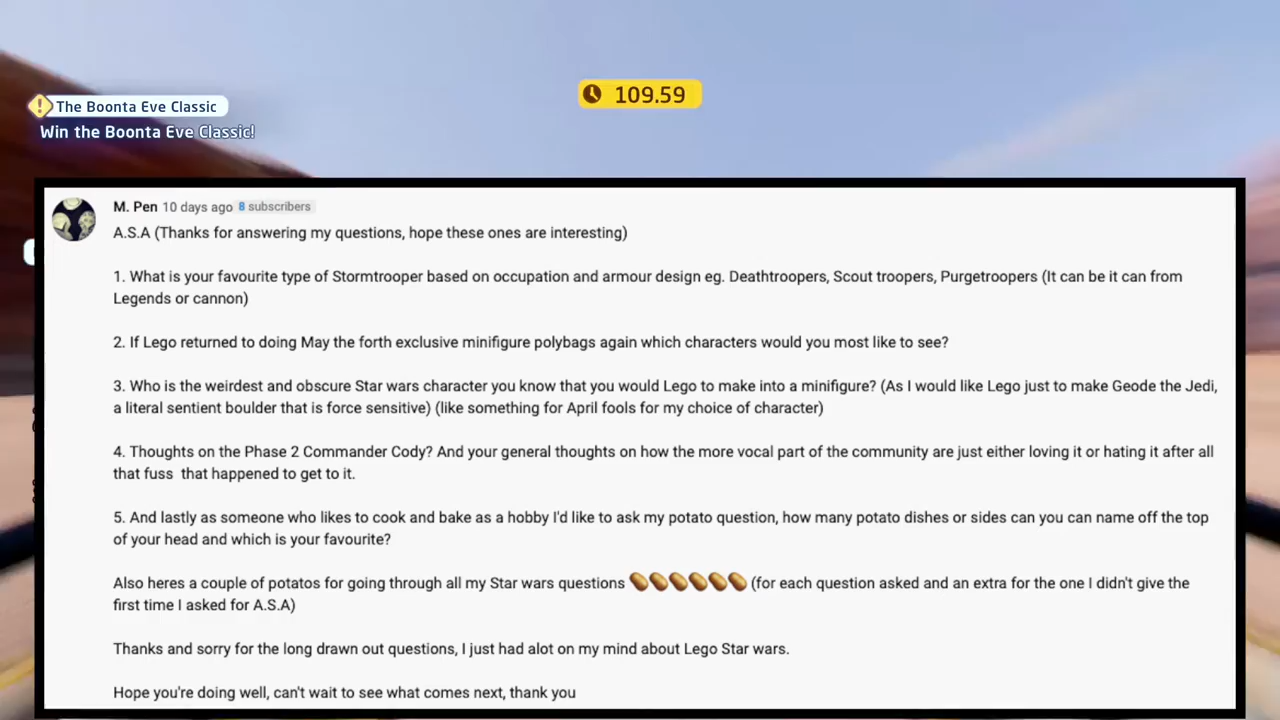 The Boonta Eve Classic
Win the Boonta Eve Classic!
109.59
M. Pen 10 days ago 8 subscribers
A.S.A (Thanks for answering my questions, hope these ones are interesting)
1. What is your favourite type of Stormtrooper based on occupation and armour design eg. Deathtroopers, Scout troopers, Purgetroopers (It can be it can from
Legends or cannon)
2. If Lego returned to doing May the forth exclusive minifigure polybags again which characters would you most like to see?
3. Who is the weirdest and obscure Star wars character you know that you would Lego to make into a minifigure? (As I would like Lego just to make Geode the Jedi,
a literal sentient boulder that is force sensitive) (like something for April fools for my choice of character)
4. Thoughts on the Phase 2 Commander Cody? And your general thoughts on how the more vocal part of the community are just either loving it or hating it after all
that fuss that happened to get to it.
5. And lastly as someone who likes to cook and bake as a hobby I'd like to ask my potato question, how many potato dishes or sides can you can name off the top
of your head and which is your favourite?
Also heres a couple of potatos for going through all my Star wars questions 🥔🥔🥔🥔🥔🥔 (for each question asked and an extra for the one I didn't give the
first time I asked for A.S.A)
Thanks and sorry for the long drawn out questions, I just had alot on my mind about Lego Star wars.
Hope you're doing well, can't wait to see what comes next, thank you